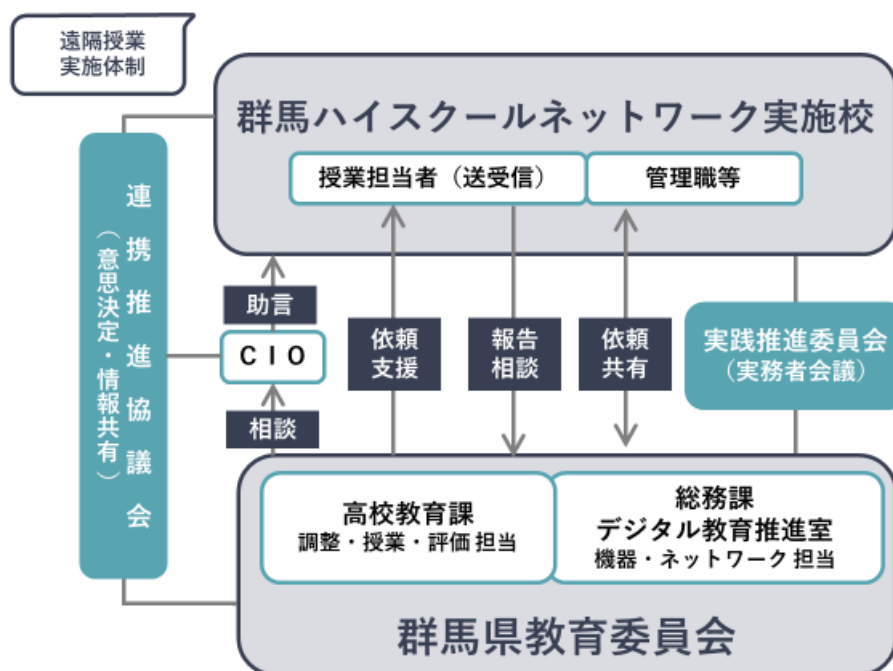 遠隔授業
実施体制
群馬ハイスクールネットワーク実施校
授業担当者（送受信）
管理職等
連携推進協議会
（意思決定・情報共有）
助言
CIO
相談
依頼
支援
報告
相談
依頼
共有
実践推進委員会
（実務者会議）
高校教育課
調整・授業・評価 担当
総務課
デジタル教育推進室
機器・ネットワーク 担当
群馬県教育委員会